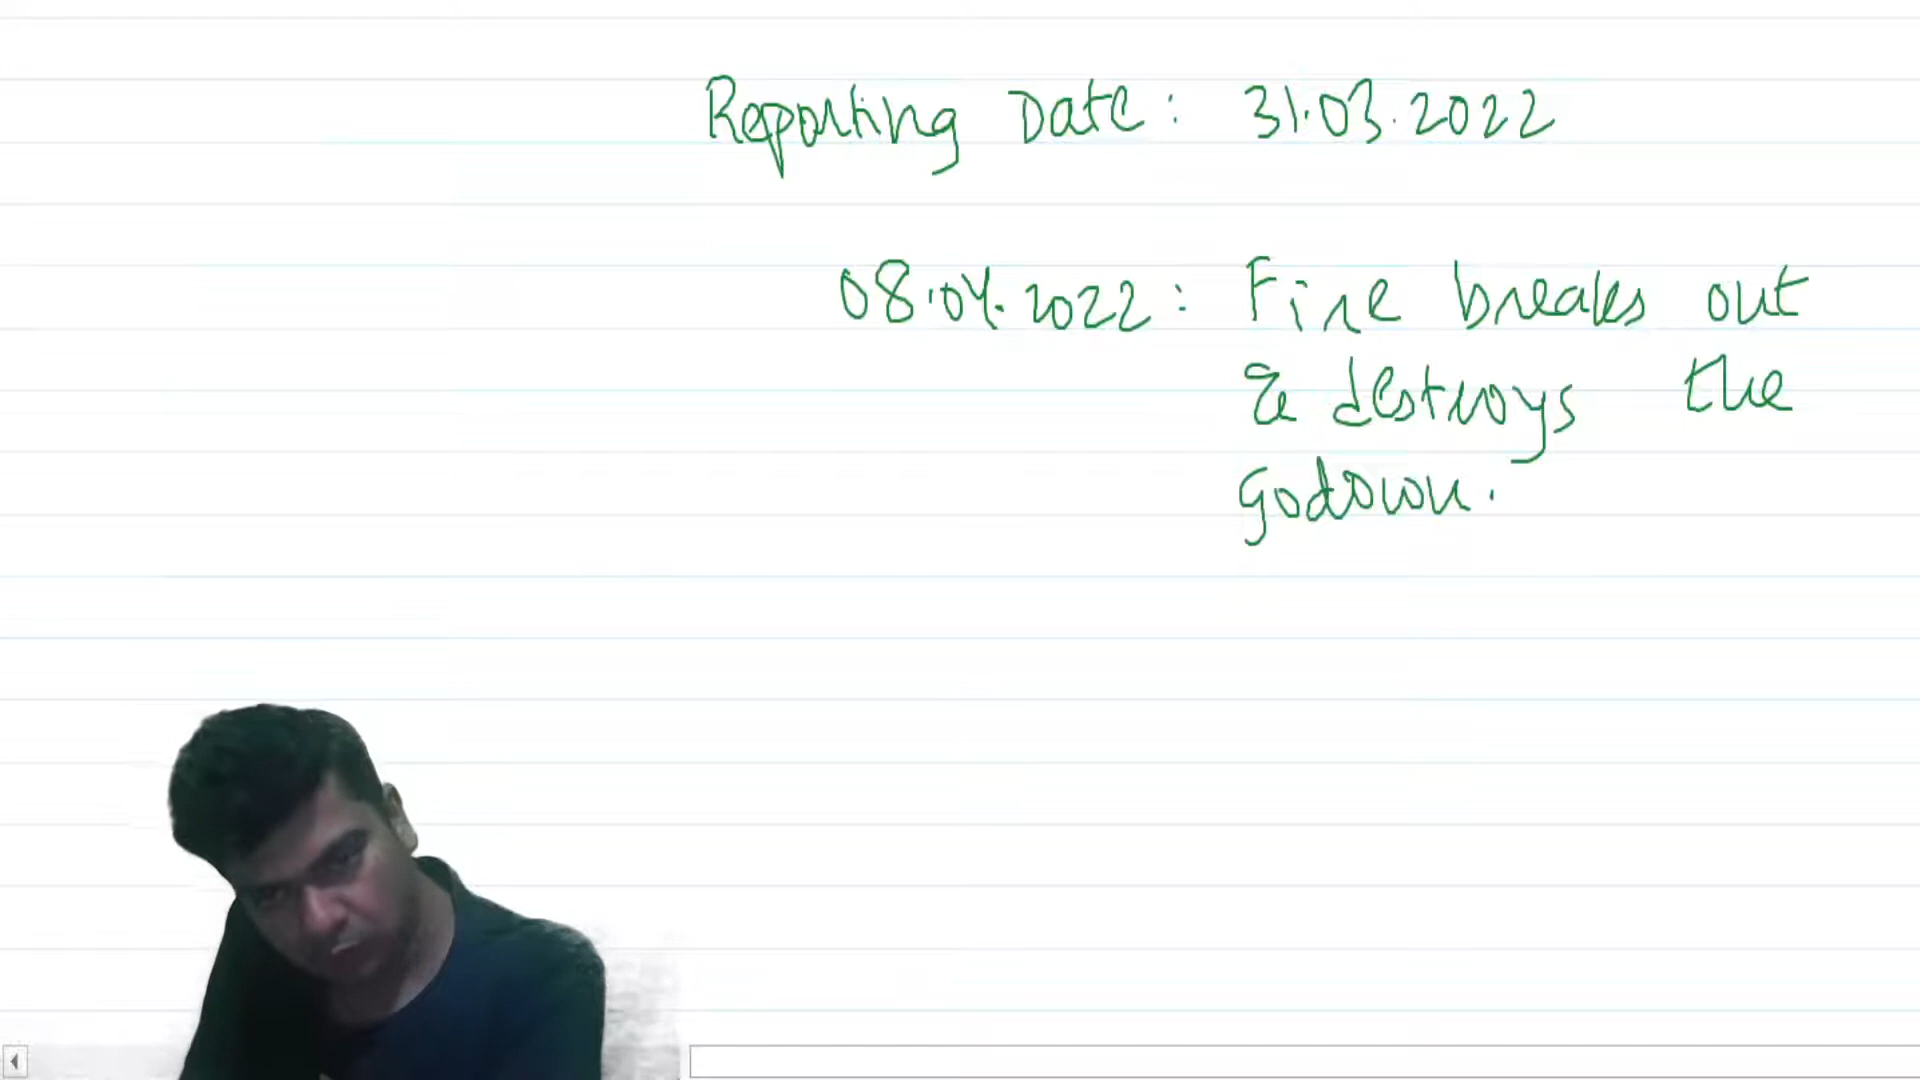 Reporting Date: 31.03.2022
08.04.2022: Fire breaks out
& destroys the
godown.